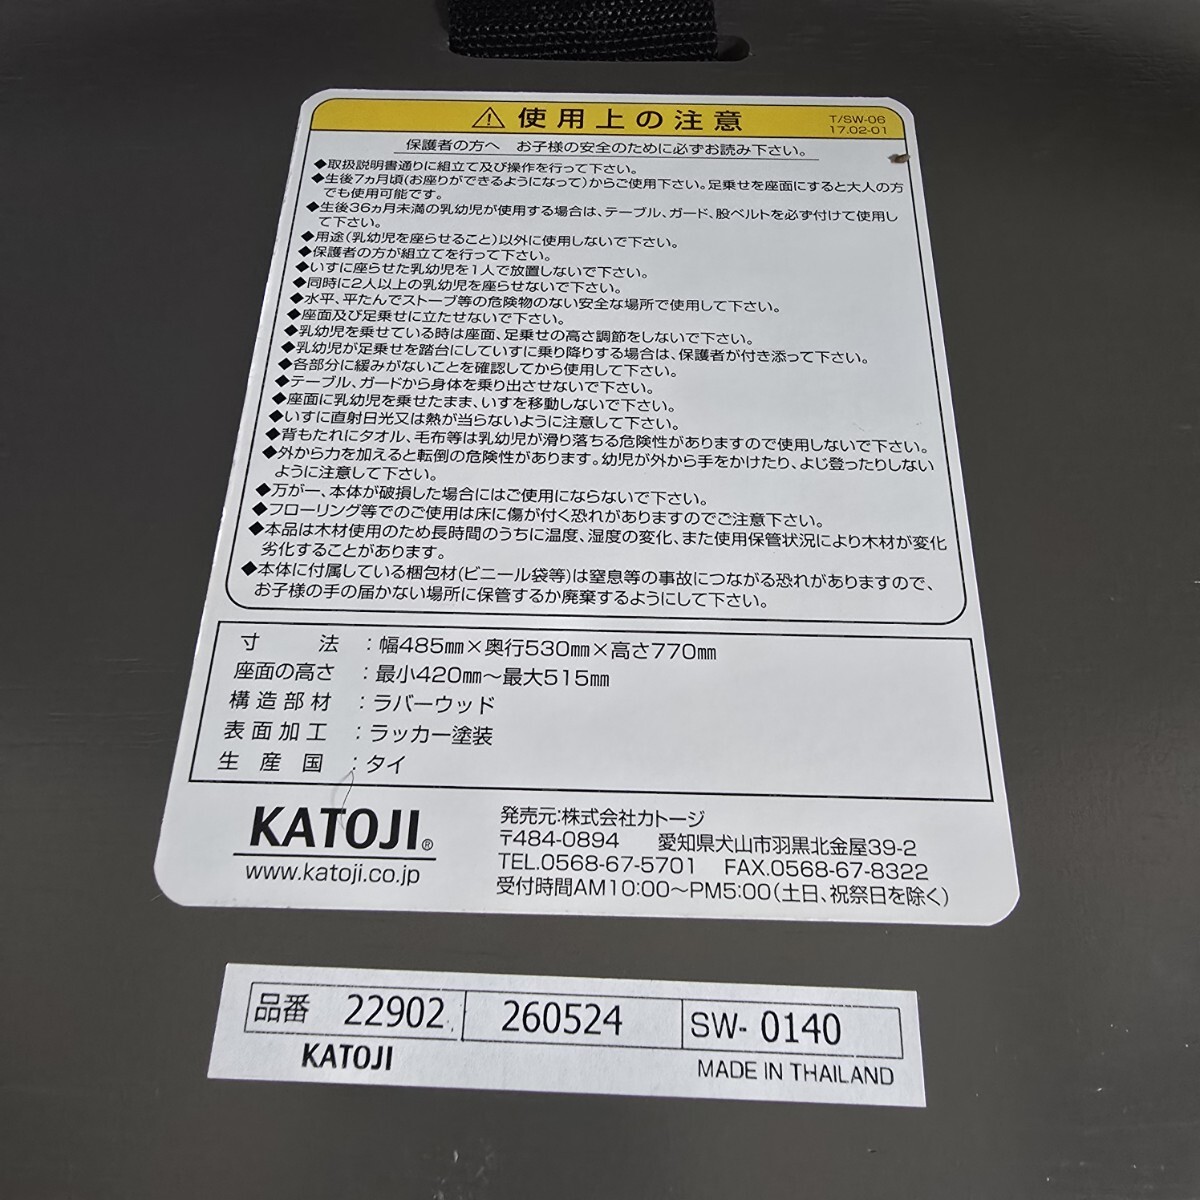 ⚠ 使用上の注意
T/SW-06
17.02-01
保護者の方へ お子様の安全のために必ずお読み下さい。
◆取扱説明書通りに組立て及び操作を行って下さい。
◆生後7ヵ月頃(お座りができるようになって)からご使用下さい。足乗せを座面にすると大人の方
でも使用可能です。
◆生後36ヵ月未満の乳幼児が使用する場合は、テーブル、ガード、股ベルトを必ず付けて使用し
て下さい。
◆用途(乳幼児を座らせること)以外に使用しないで下さい。
◆保護者の方が組立てを行って下さい。
◆いすに座らせた乳幼児を1人で放置しないで下さい。
◆同時に2人以上の乳幼児を座らせないで下さい。
◆水平、平たんでストーブ等の危険物のない安全な場所で使用して下さい。
◆座面及び足乗せに立たせないで下さい。
◆乳幼児を乗せている時は座面、足乗せの高さ調節をしないで下さい。
◆乳幼児が足乗せを踏台にしていすに乗り降りする場合は、保護者が付き添って下さい。
◆各部分に緩みがないことを確認してから使用して下さい。
◆テーブル、ガードから身体を乗り出させないで下さい。
◆座面に乳幼児を乗せたまま、いすを移動しないで下さい。
◆いすに直射日光又は熱が当らないように注意して下さい。
◆背もたれにタオル、毛布等は乳幼児が滑り落ちる危険性がありますので使用しないで下さい。
◆外から力を加えると転倒の危険性があります。幼児が外から手をかけたり、よじ登ったりしない
ように注意して下さい。
◆万が一、本体が破損した場合にはご使用にならないで下さい。
◆フローリング等でのご使用は床に傷が付く恐れがありますのでご注意下さい。
◆本品は木材使用のため長時間のうちに温度、湿度の変化、また使用保管状況により木材が変化
劣化することがあります。
◆本体に付属している梱包材(ビニール袋等)は窒息等の事故につながる恐れがありますので、
お子様の手の届かない場所に保管するか廃棄するようにして下さい。
寸法:幅485㎜×奥行530㎜×高さ770㎜
座面の高さ:最小420㎜～最大515㎜
構造部材:ラバーウッド
表面加工:ラッカー塗装
生産国:タイ
KATOJI®
www.katoji.co.jp
発売元:株式会社カトージ
〒484-0894 愛知県犬山市羽黒北金屋39-2
TEL.0568-67-5701 FAX.0568-67-8322
受付時間AM10:00～PM5:00(土日、祝祭日を除く)
品番 22902 260524 SW- 0140
KATOJI MADE IN THAILAND